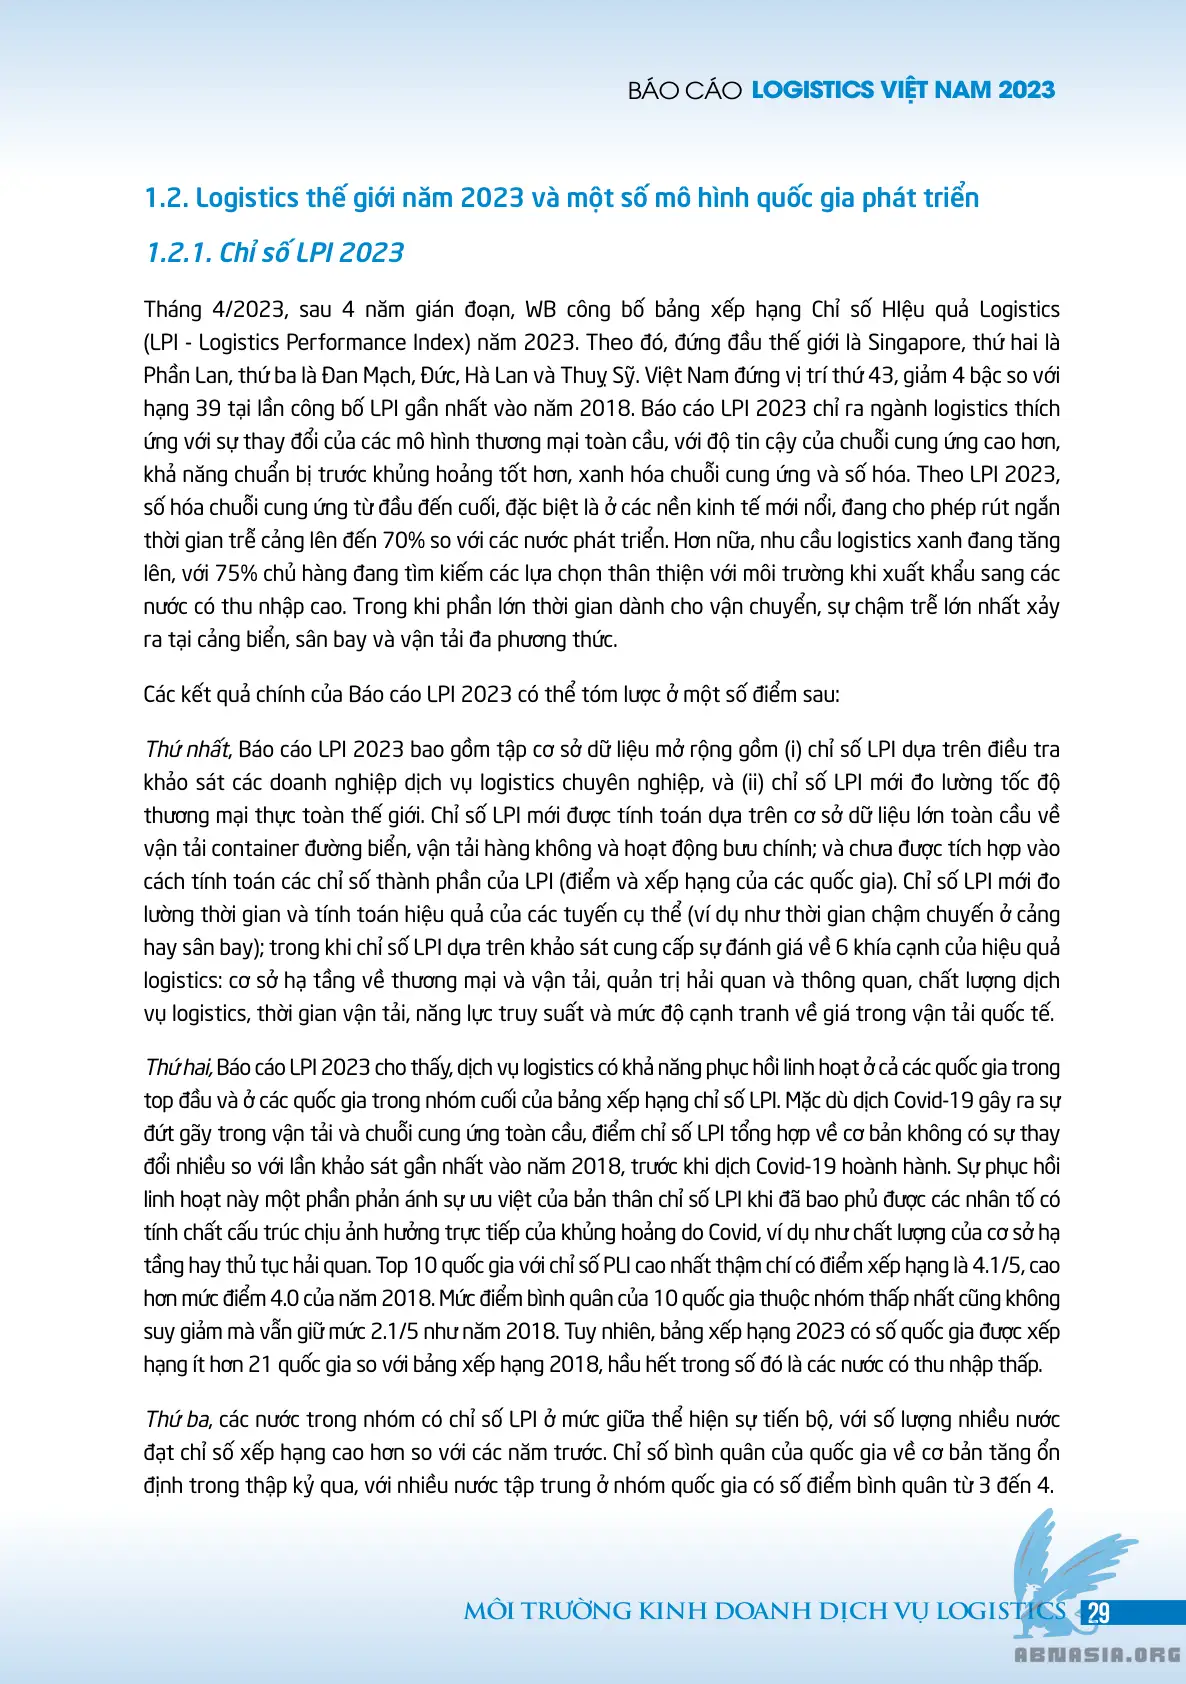 BÁO CÁO LOGISTICS VIỆT NAM 2023
1.2. Logistics thế giới năm 2023 và một số mô hình quốc gia phát triển
1.2.1. Chỉ số LPI 2023
Tháng 4/2023, sau 4 năm gián đoạn, WB công bố bảng xếp hạng Chỉ số HIệu quả Logistics
(LPI - Logistics Performance Index) năm 2023. Theo đó, đứng đầu thế giới là Singapore, thứ hai là
Phần Lan, thứ ba là Đan Mạch, Đức, Hà Lan và Thuỵ Sỹ. Việt Nam đứng vị trí thứ 43, giảm 4 bậc so với
hạng 39 tại lần công bố LPI gần nhất vào năm 2018. Báo cáo LPI 2023 chỉ ra ngành logistics thích
ứng với sự thay đổi của các mô hình thương mại toàn cầu, với độ tin cậy của chuỗi cung ứng cao hơn,
khả năng chuẩn bị trước khủng hoảng tốt hơn, xanh hóa chuỗi cung ứng và số hóa. Theo LPI 2023,
số hóa chuỗi cung ứng từ đầu đến cuối, đặc biệt là ở các nền kinh tế mới nổi, đang cho phép rút ngắn
thời gian trễ cảng lên đến 70% so với các nước phát triển. Hơn nữa, nhu cầu logistics xanh đang tăng
lên, với 75% chủ hàng đang tìm kiếm các lựa chọn thân thiện với môi trường khi xuất khẩu sang các
nước có thu nhập cao. Trong khi phần lớn thời gian dành cho vận chuyển, sự chậm trễ lớn nhất xảy
ra tại cảng biển, sân bay và vận tải đa phương thức.
Các kết quả chính của Báo cáo LPI 2023 có thể tóm lược ở một số điểm sau:
Thứ nhất, Báo cáo LPI 2023 bao gồm tập cơ sở dữ liệu mở rộng gồm (i) chỉ số LPI dựa trên điều tra
khảo sát các doanh nghiệp dịch vụ logistics chuyên nghiệp, và (ii) chỉ số LPI mới đo lường tốc độ
thương mại thực toàn thế giới. Chỉ số LPI mới được tính toán dựa trên cơ sở dữ liệu lớn toàn cầu về
vận tải container đường biển, vận tải hàng không và hoạt động bưu chính; và chưa được tích hợp vào
cách tính toán các chỉ số thành phần của LPI (điểm và xếp hạng của các quốc gia). Chỉ số LPI mới đo
lường thời gian và tính toán hiệu quả của các tuyến cụ thể (ví dụ như thời gian chậm chuyến ở cảng
hay sân bay); trong khi chỉ số LPI dựa trên khảo sát cung cấp sự đánh giá về 6 khía cạnh của hiệu quả
logistics: cơ sở hạ tầng về thương mại và vận tải, quản trị hải quan và thông quan, chất lượng dịch
vụ logistics, thời gian vận tải, năng lực truy suất và mức độ cạnh tranh về giá trong vận tải quốc tế.
Thứ hai, Báo cáo LPI 2023 cho thấy, dịch vụ logistics có khả năng phục hồi linh hoạt ở cả các quốc gia trong
top đầu và ở các quốc gia trong nhóm cuối của bảng xếp hạng chỉ số LPI. Mặc dù dịch Covid-19 gây ra sự
đứt gãy trong vận tải và chuỗi cung ứng toàn cầu, điểm chỉ số LPI tổng hợp về cơ bản không có sự thay
đổi nhiều so với lần khảo sát gần nhất vào năm 2018, trước khi dịch Covid-19 hoành hành. Sự phục hồi
linh hoạt này một phần phản ánh sự ưu việt của bản thân chỉ số LPI khi đã bao phủ được các nhân tố có
tính chất cấu trúc chịu ảnh hưởng trực tiếp của khủng hoảng do Covid, ví dụ như chất lượng của cơ sở hạ
tầng hay thủ tục hải quan. Top 10 quốc gia với chỉ số PLI cao nhất thậm chí có điểm xếp hạng là 4.1/5, cao
hơn mức điểm 4.0 của năm 2018. Mức điểm bình quân của 10 quốc gia thuộc nhóm thấp nhất cũng không
suy giảm mà vẫn giữ mức 2.1/5 như năm 2018. Tuy nhiên, bảng xếp hạng 2023 có số quốc gia được xếp
hạng ít hơn 21 quốc gia so với bảng xếp hạng 2018, hầu hết trong số đó là các nước có thu nhập thấp.
Thứ ba, các nước trong nhóm có chỉ số LPI ở mức giữa thể hiện sự tiến bộ, với số lượng nhiều nước
đạt chỉ số xếp hạng cao hơn so với các năm trước. Chỉ số bình quân của quốc gia về cơ bản tăng ổn
định trong thập kỷ qua, với nhiều nước tập trung ở nhóm quốc gia có số điểm bình quân từ 3 đến 4.
MÔI TRƯỜNG KINH DOANH DỊCH VỤ LOGISTICS 29
ABNASIA.ORG